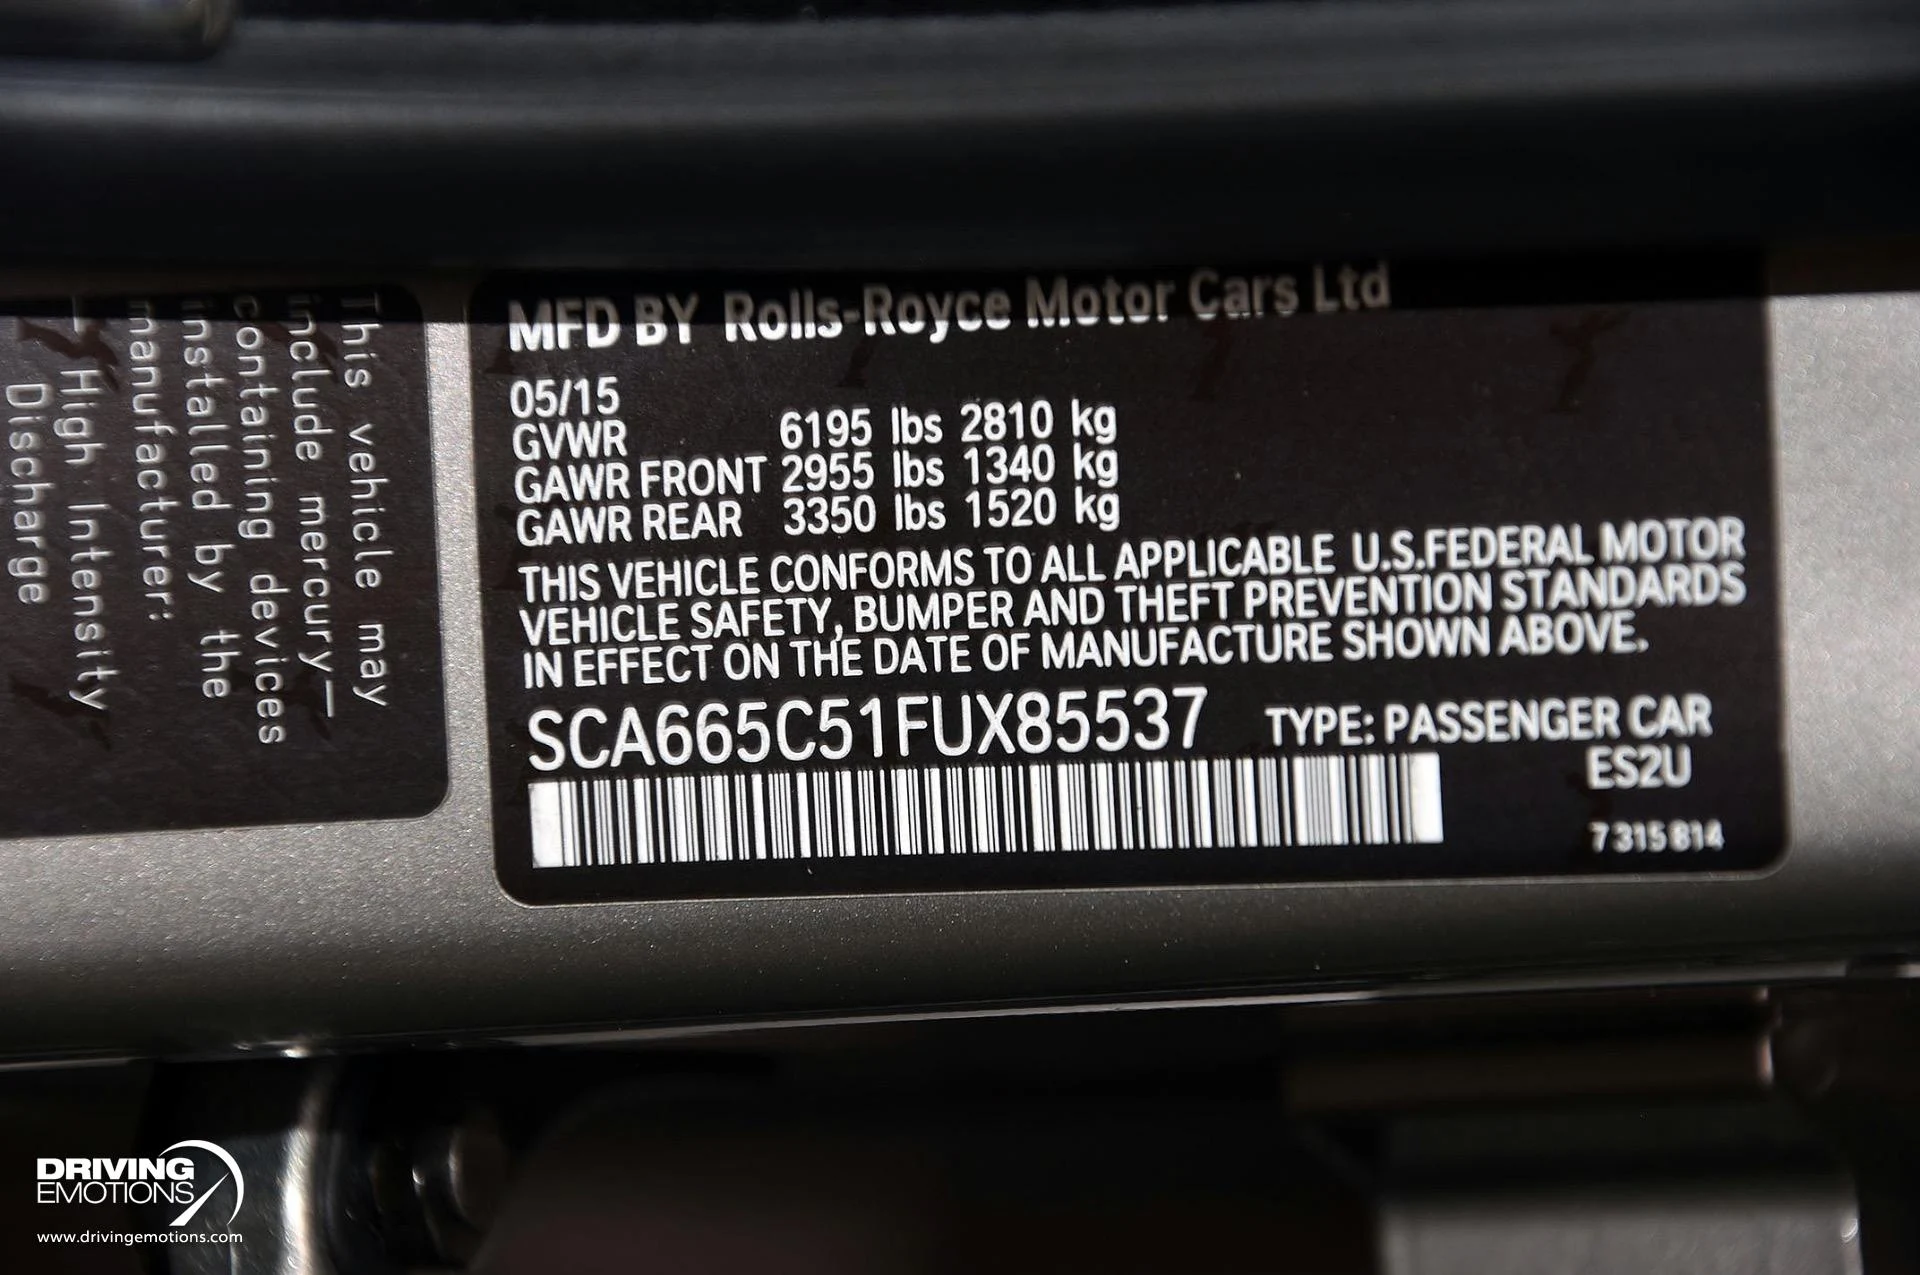 This vehicle may
include mercury—
containing devices
installed by the
manufacturer:
— High Intensity
Discharge
MFD BY Rolls-Royce Motor Cars Ltd
05/15
GVWR 6195 lbs 2810 kg
GAWR FRONT 2955 lbs 1340 kg
GAWR REAR 3350 lbs 1520 kg
THIS VEHICLE CONFORMS TO ALL APPLICABLE U.S.FEDERAL MOTOR
VEHICLE SAFETY, BUMPER AND THEFT PREVENTION STANDARDS
IN EFFECT ON THE DATE OF MANUFACTURE SHOWN ABOVE.
SCA665C51FUX85537 TYPE: PASSENGER CAR
ES2U
7 315 814
DRIVING
EMOTIONS
www.drivingemotions.com